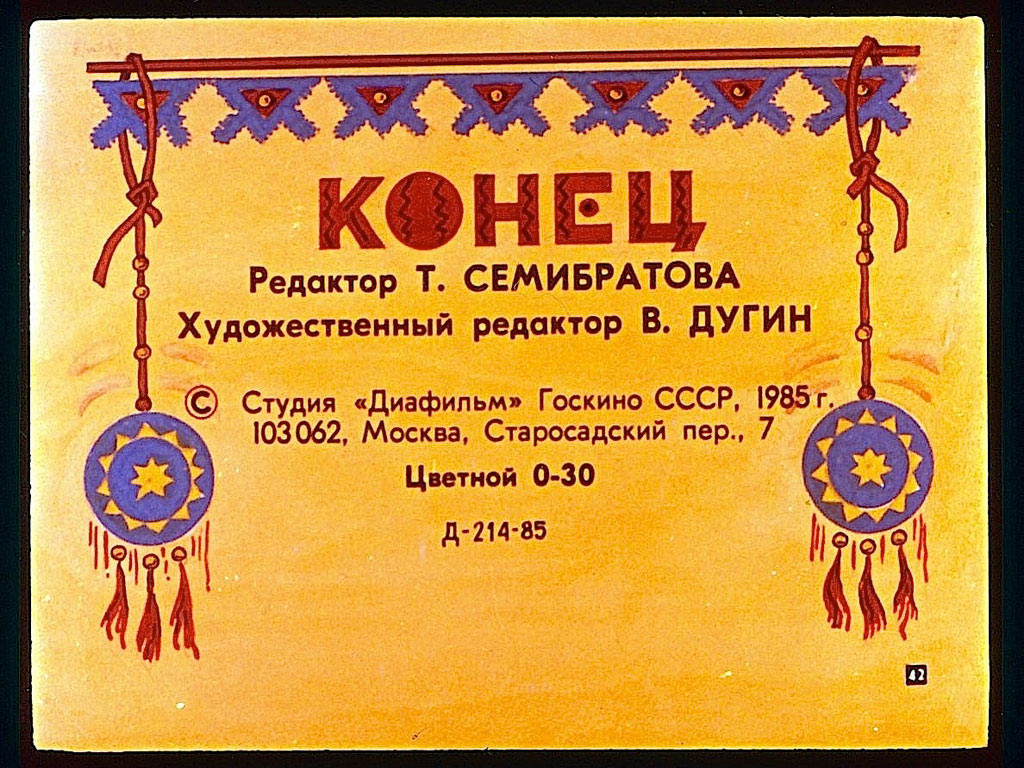 КОНЕЦ
Редактор Т. СЕМИБРАТОВА
Художественный редактор В. ДУГИН
© Студия «Диафильм» Госкино СССР, 1985 г.
103062, Москва, Старосадский пер., 7
Цветной 0-30
Д-214-85
42